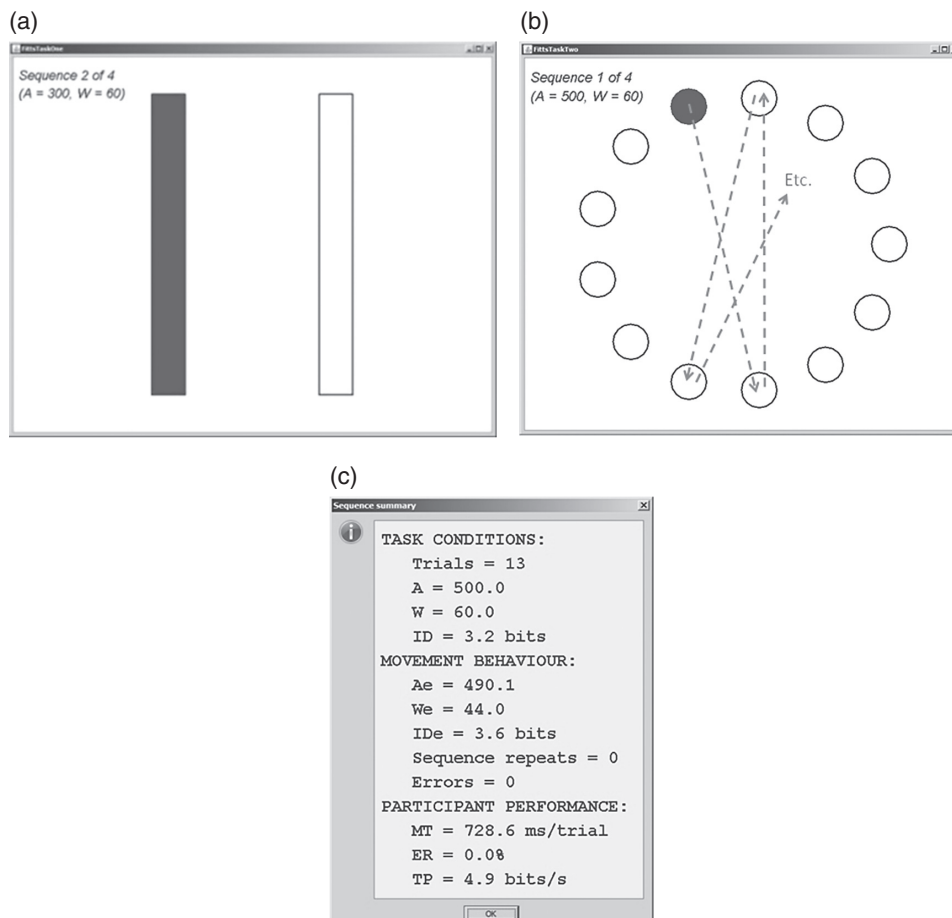 (a)
FittsTaskOne
Sequence 2 of 4
(A = 300, W = 60)
(b)
FittsTaskTwo
Sequence 1 of 4
(A = 500, W = 60)
Etc.
(c)
Sequence summary
TASK CONDITIONS:
Trials = 13
A = 500.0
W = 60.0
ID = 3.2 bits
MOVEMENT BEHAVIOUR:
Ae = 490.1
We = 44.0
IDe = 3.6 bits
Sequence repeats = 0
Errors = 0
PARTICIPANT PERFORMANCE:
MT = 728.6 ms/trial
ER = 0.0%
TP = 4.9 bits/s
OK